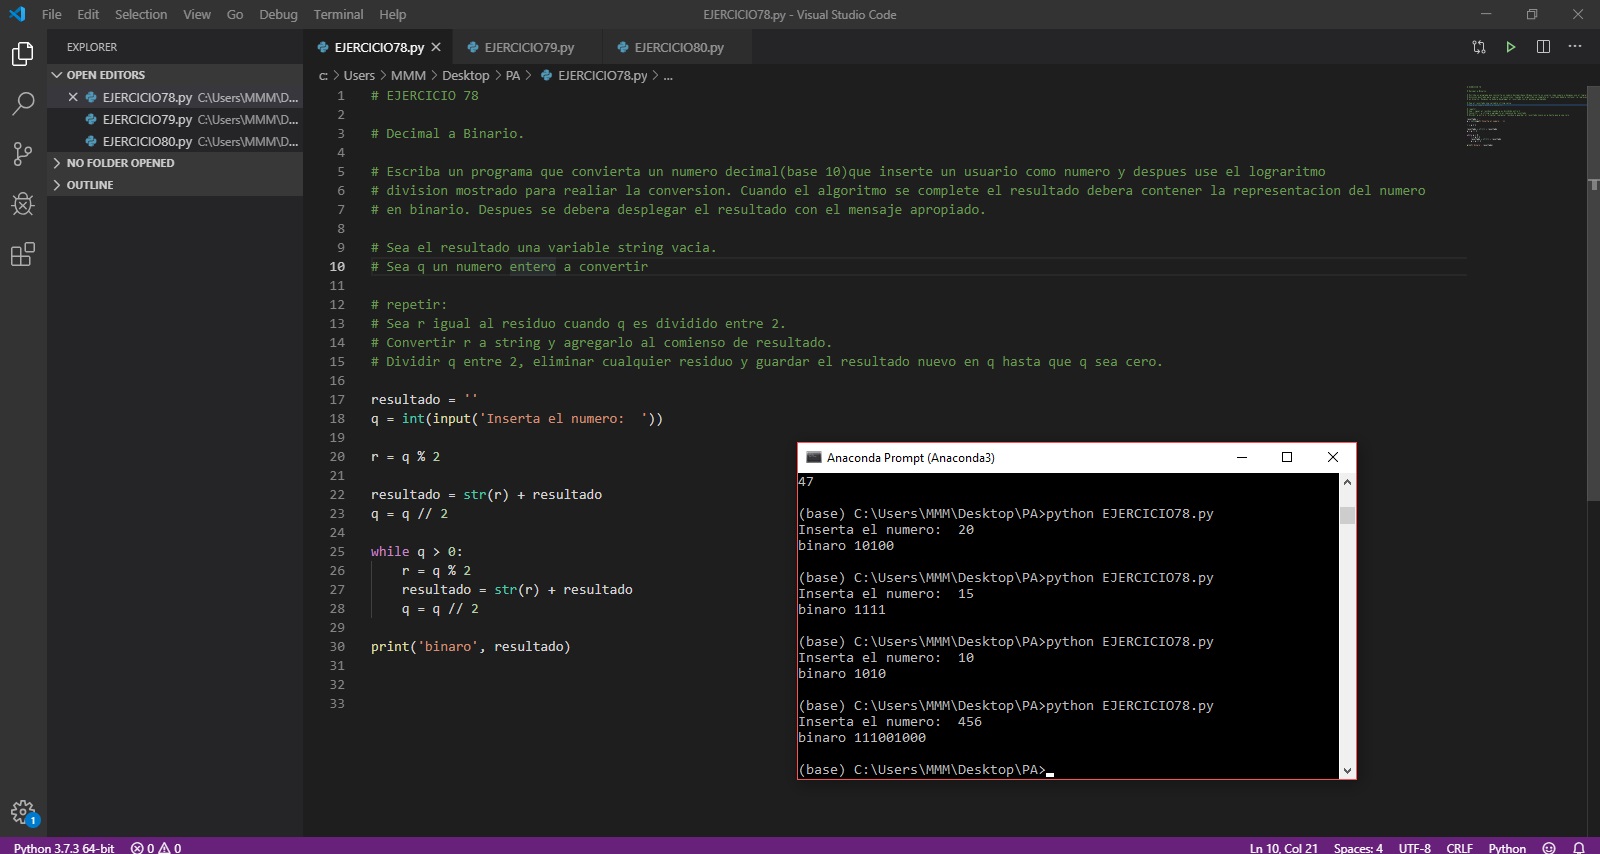 File Edit Selection View Go Debug Terminal Help
EJERCICIO78.py - Visual Studio Code
EXPLORER
OPEN EDITORS
EJERCICIO78.py C:\Users\MMM\D...
EJERCICIO79.py C:\Users\MMM\D...
EJERCICIO80.py C:\Users\MMM\D...
NO FOLDER OPENED
OUTLINE
EJERCICIO78.py
EJERCICIO79.py
EJERCICIO80.py
C: > Users > MMM > Desktop > PA > EJERCICIO78.py > ...
1 # EJERCICIO 78
2
3 # Decimal a Binario.
4
5 # Escriba un programa que convierta un numero decimal(base 10)que inserte un usuario como numero y despues use el lograritmo
6 # division mostrado para realiar la conversion. Cuando el algoritmo se complete el resultado debera contener la representacion del numero
7 # en binario. Despues se debera desplegar el resultado con el mensaje apropiado.
8
9 # Sea el resultado una variable string vacia.
10 # Sea q un numero entero a convertir
11
12 # repetir:
13 # Sea r igual al residuo cuando q es dividido entre 2.
14 # Convertir r a string y agregarlo al comienso de resultado.
15 # Dividir q entre 2, eliminar cualquier residuo y guardar el resultado nuevo en q hasta que q sea cero.
16
17 resultado = ''
18 q = int(input('Inserta el numero:  '))
19
20 r = q % 2
21
22 resultado = str(r) + resultado
23 q = q // 2
24
25 while q > 0:
26     r = q % 2
27     resultado = str(r) + resultado
28     q = q // 2
29
30 print('binaro', resultado)
31
32
33
Anaconda Prompt (Anaconda3)
47
(base) C:\Users\MMM\Desktop\PA>python EJERCICIO78.py
Inserta el numero:  20
binaro 10100
(base) C:\Users\MMM\Desktop\PA>python EJERCICIO78.py
Inserta el numero:  15
binaro 1111
(base) C:\Users\MMM\Desktop\PA>python EJERCICIO78.py
Inserta el numero:  10
binaro 1010
(base) C:\Users\MMM\Desktop\PA>python EJERCICIO78.py
Inserta el numero:  456
binaro 111001000
(base) C:\Users\MMM\Desktop\PA>
1
Python 3.7.3 64-bit 0 0 Ln 10, Col 21 Spaces: 4 UTF-8 CRLF Python